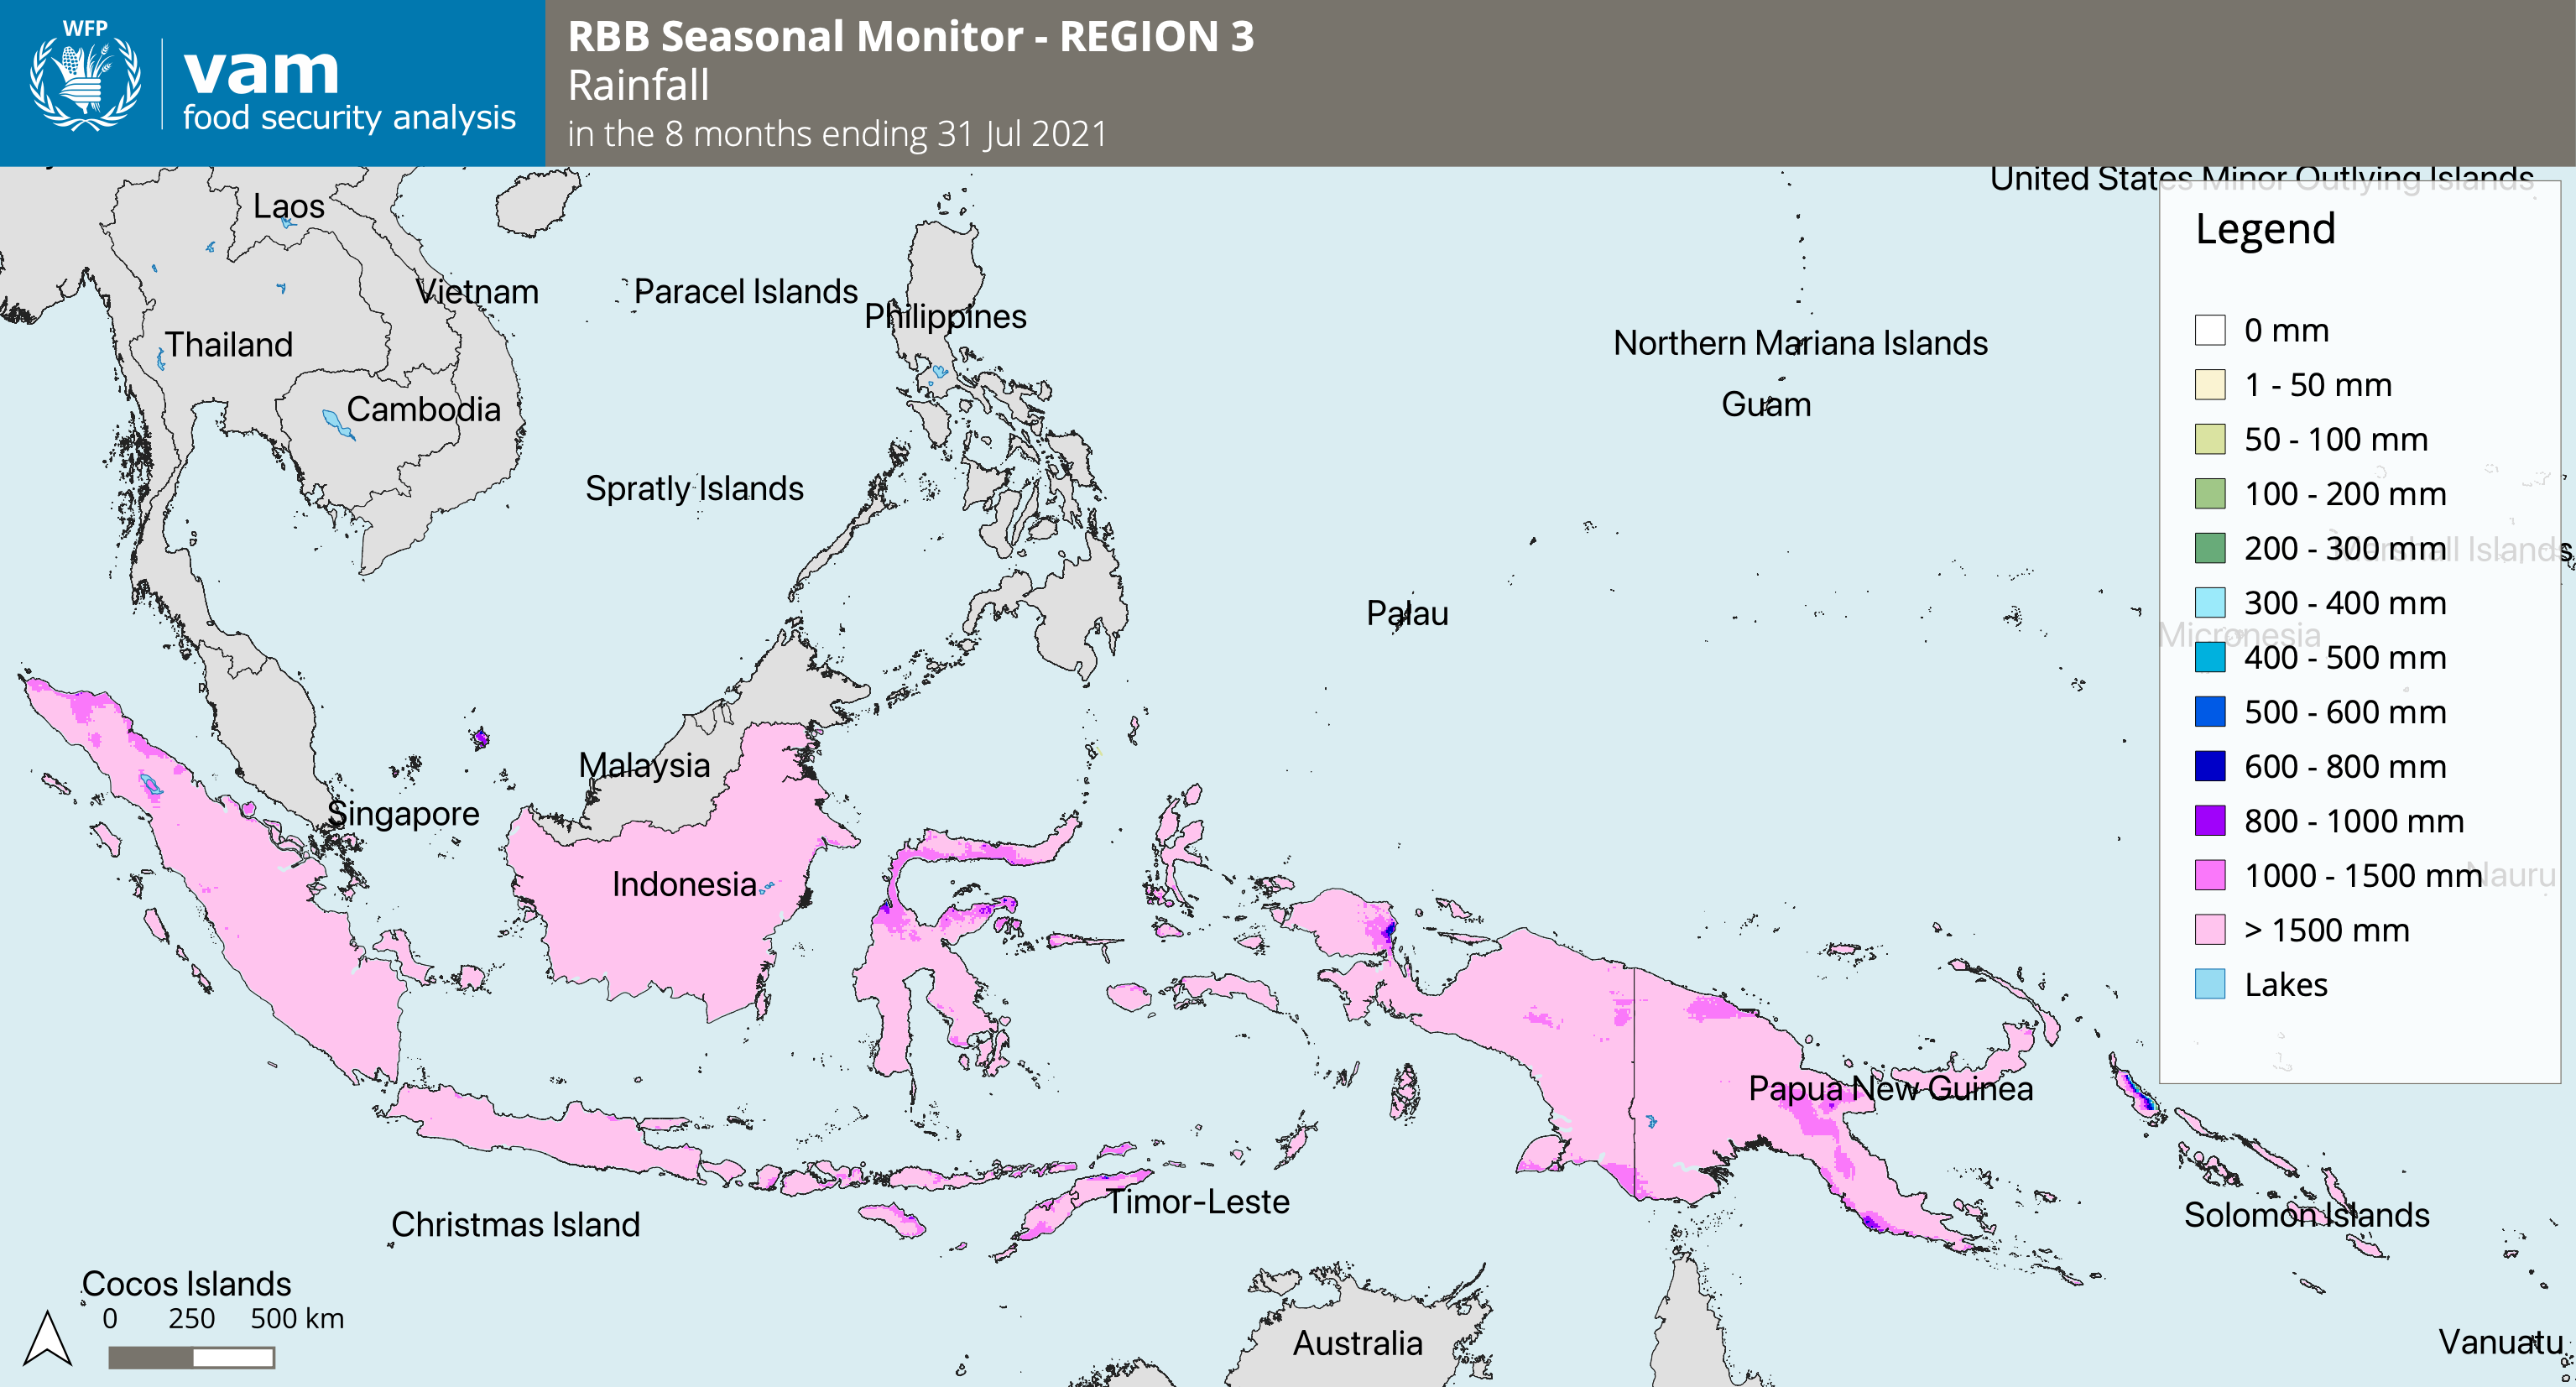 WFP
vam
food security analysis
RBB Seasonal Monitor - REGION 3
Rainfall
in the 8 months ending 31 Jul 2021
United States Minor Outlying Islands
Laos
Vietnam
Paracel Islands
Philippines
Thailand
Northern Mariana Islands
Cambodia
Guam
Spratly Islands
Palau
Malaysia
Singapore
Indonesia
Papua New Guinea
Timor-Leste
Christmas Island
Solomon Islands
Cocos Islands
0 250 500 km
Australia
Vanuatu
Legend
0 mm
1 - 50 mm
50 - 100 mm
100 - 200 mm
200 - 300 mm
Marshall Islands
300 - 400 mm
Micronesia
400 - 500 mm
500 - 600 mm
600 - 800 mm
800 - 1000 mm
1000 - 1500 mm
Nauru
> 1500 mm
Lakes